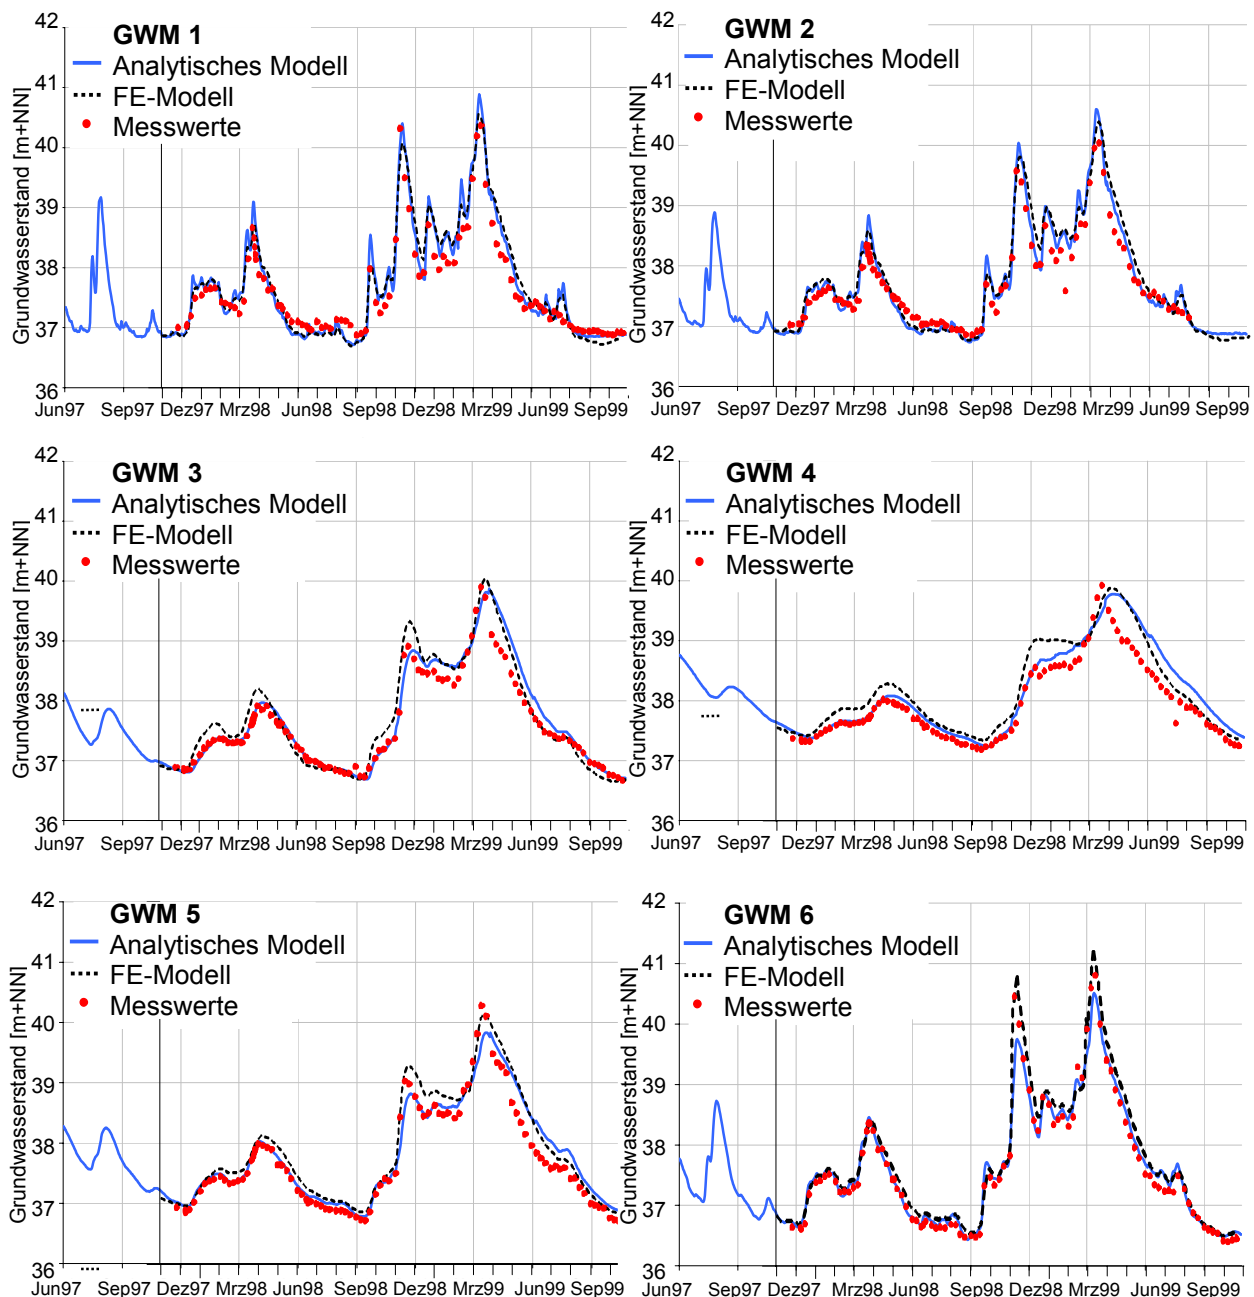 42
GWM 1
Analytisches Modell
41
FE-Modell
Messwerte
40
39
38
37
36
Grundwasserstand [m+NN]
Jun97 Sep97 Dez97 Mrz98 Jun98 Sep98 Dez98 Mrz99 Jun99 Sep99
42
GWM 2
Analytisches Modell
41
FE-Modell
Messwerte
40
39
38
37
36
Grundwasserstand [m+NN]
Jun97 Sep97 Dez97 Mrz98 Jun98 Sep98 Dez98 Mrz99 Jun99 Sep99
42
GWM 3
Analytisches Modell
41
FE-Modell
Messwerte
40
39
38
37
36
Grundwasserstand [m+NN]
Jun97 Sep97 Dez97 Mrz98 Jun98 Sep98 Dez98 Mrz99 Jun99 Sep99
42
GWM 4
Analytisches Modell
41
FE-Modell
Messwerte
40
39
38
37
36
Grundwasserstand [m+NN]
Jun97 Sep97 Dez97 Mrz98 Jun98 Sep98 Dez98 Mrz99 Jun99 Sep99
42
GWM 5
Analytisches Modell
41
FE-Modell
Messwerte
40
39
38
37
36
Grundwasserstand [m+NN]
Jun97 Sep97 Dez97 Mrz98 Jun98 Sep98 Dez98 Mrz99 Jun99 Sep99
42
GWM 6
Analytisches Modell
41
FE-Modell
Messwerte
40
39
38
37
36
Grundwasserstand [m+NN]
Jun97 Sep97 Dez97 Mrz98 Jun98 Sep98 Dez98 Mrz99 Jun99 Sep99